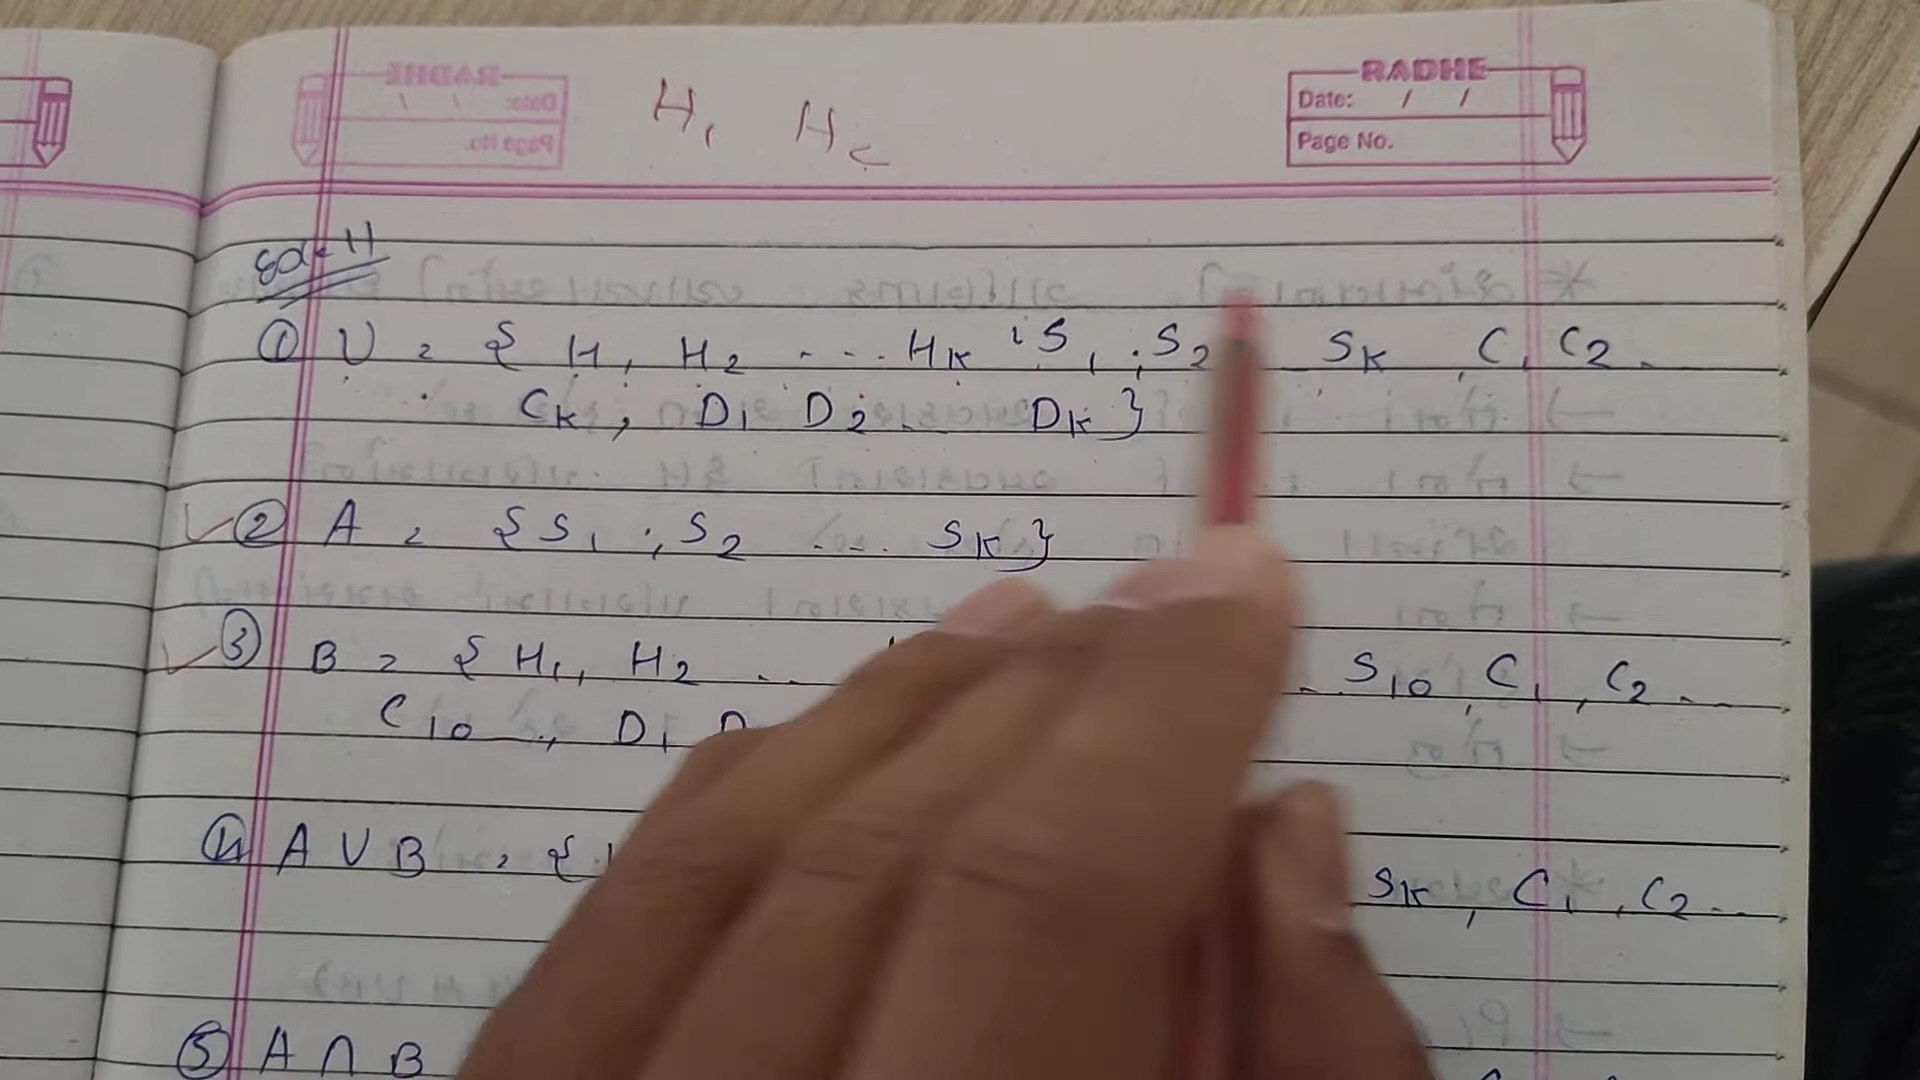 RADHE
Date: / /
Page No.
H1 H
① U = { H1, H2 ... HK, S1, S2 SK, C1, C2 ..
CK, D1 D2 ... DK }
② A = { S1, S2 ... SK }
③ B = { H1, H2 ... S10, C1, C2 ...
C10, D1
④ A U B = { SK, C1, C2 ...
⑤ A ∩ B